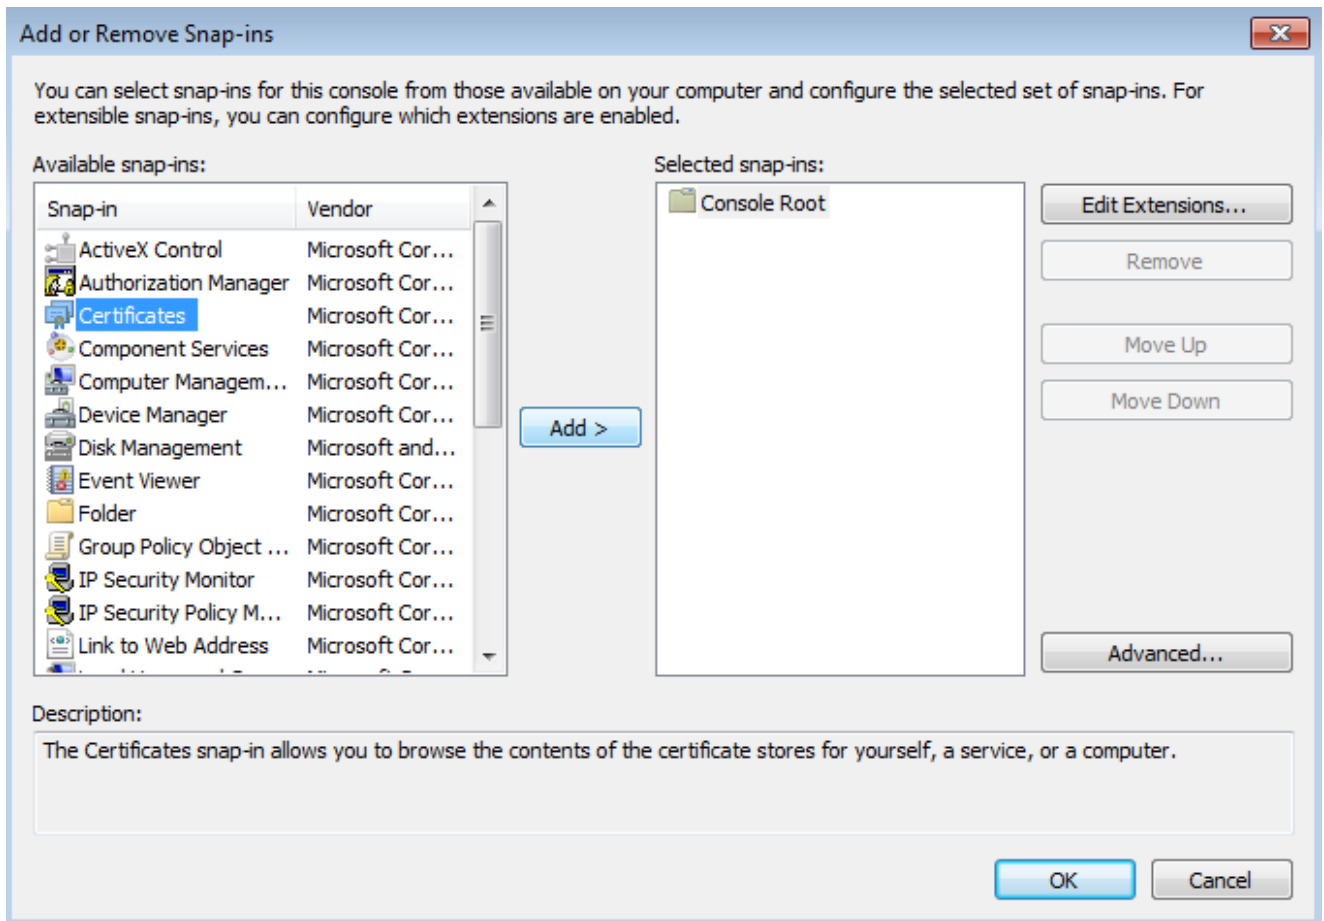 Add or Remove Snap-ins
You can select snap-ins for this console from those available on your computer and configure the selected set of snap-ins. For
extensible snap-ins, you can configure which extensions are enabled.
Available snap-ins:
Selected snap-ins:
Snap-in Vendor
ActiveX Control Microsoft Cor...
Authorization Manager Microsoft Cor...
Certificates Microsoft Cor...
Component Services Microsoft Cor...
Computer Managem... Microsoft Cor...
Device Manager Microsoft Cor...
Disk Management Microsoft and...
Event Viewer Microsoft Cor...
Folder Microsoft Cor...
Group Policy Object ... Microsoft Cor...
IP Security Monitor Microsoft Cor...
IP Security Policy M... Microsoft Cor...
Link to Web Address Microsoft Cor...
Add >
Console Root
Edit Extensions...
Remove
Move Up
Move Down
Advanced...
Description:
The Certificates snap-in allows you to browse the contents of the certificate stores for yourself, a service, or a computer.
OK
Cancel